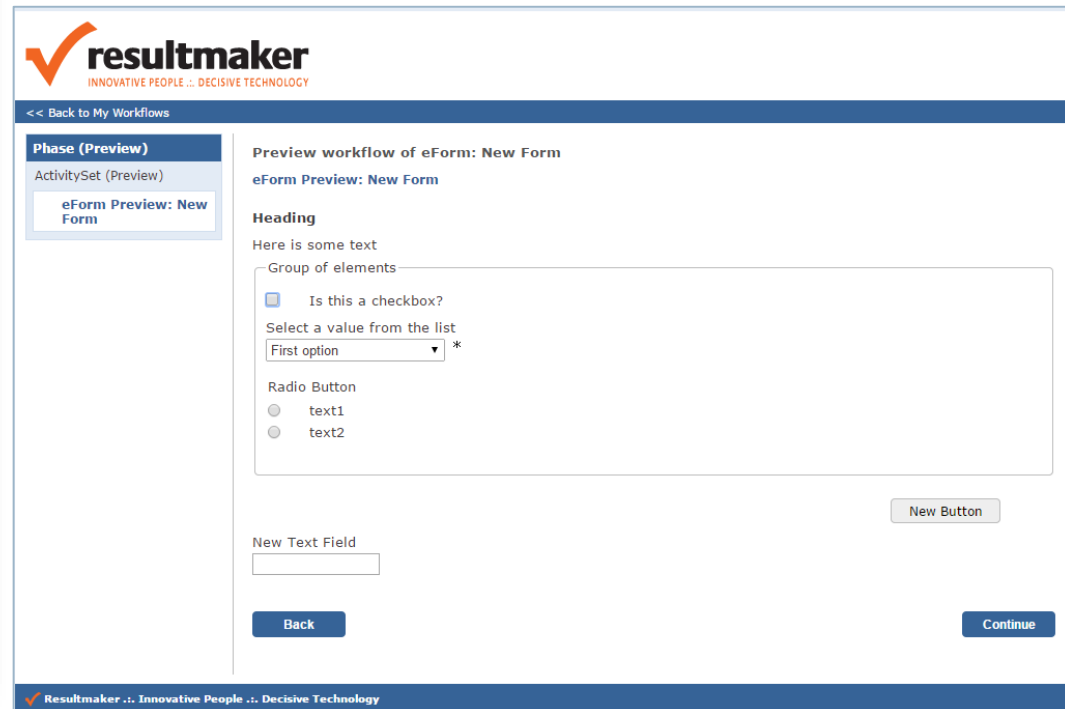 resultmaker
INNOVATIVE PEOPLE .:. DECISIVE TECHNOLOGY
<< Back to My Workflows
Phase (Preview)
ActivitySet (Preview)
eForm Preview: New
Form
Preview workflow of eForm: New Form
eForm Preview: New Form
Heading
Here is some text
Group of elements
Is this a checkbox?
Select a value from the list
First option *
Radio Button
text1
text2
New Button
New Text Field
Back
Continue
Resultmaker .:. Innovative People .:. Decisive Technology